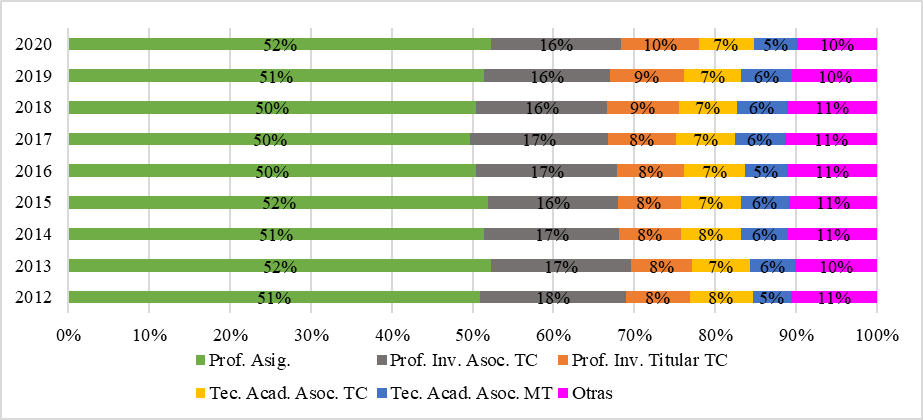 2020 52% 16% 10% 7% 5% 10%
2019 51% 16% 9% 7% 6% 10%
2018 50% 16% 9% 7% 6% 11%
2017 50% 17% 8% 7% 6% 11%
2016 50% 17% 8% 7% 5% 11%
2015 52% 16% 8% 7% 6% 11%
2014 51% 17% 8% 8% 6% 11%
2013 52% 17% 8% 7% 6% 10%
2012 51% 18% 8% 8% 5% 11%
0% 10% 20% 30% 40% 50% 60% 70% 80% 90% 100%
Prof. Asig. Prof. Inv. Asoc. TC Prof. Inv. Titular TC
Tec. Acad. Asoc. TC Tec. Acad. Asoc. MT Otras